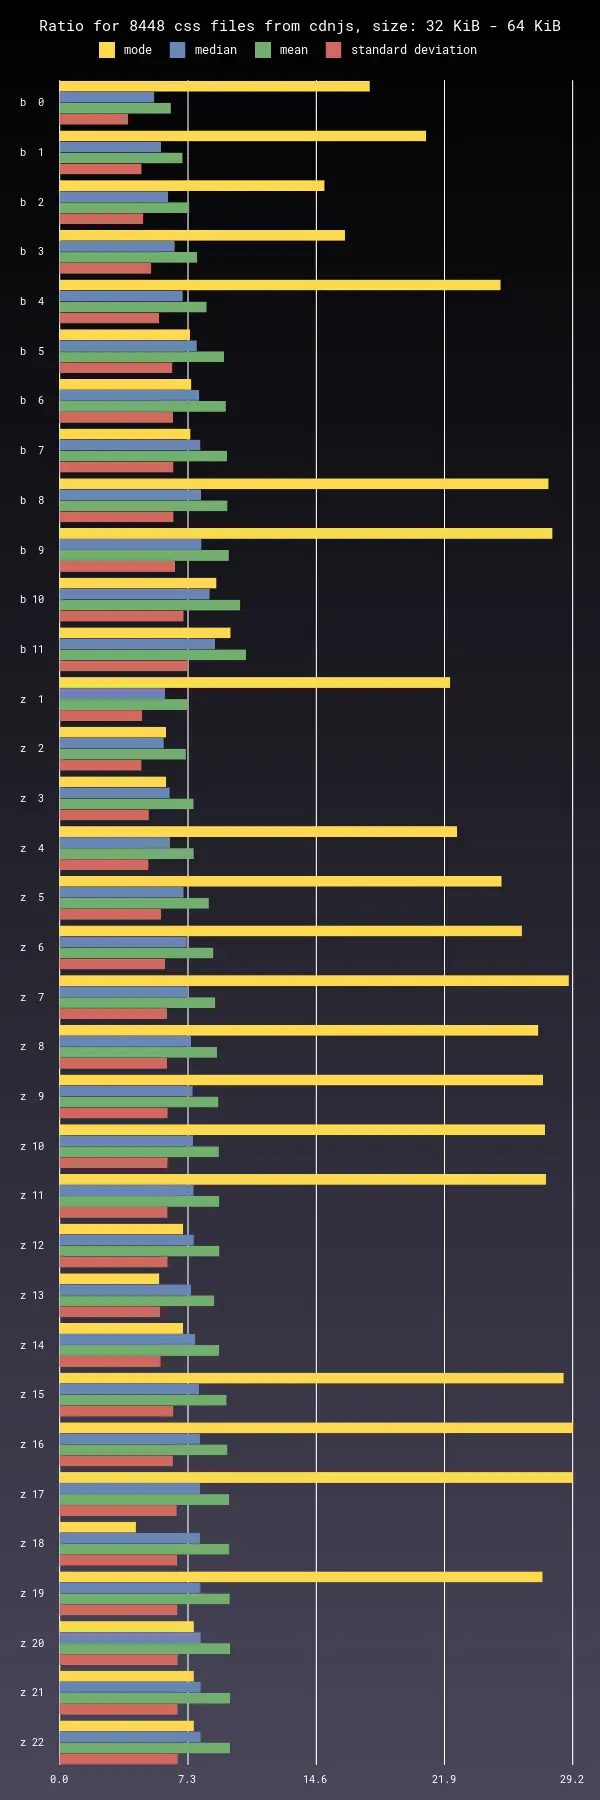 Ratio for 8448 css files from cdnjs, size: 32 KiB - 64 KiB
mode median mean standard deviation
b 0
b 1
b 2
b 3
b 4
b 5
b 6
b 7
b 8
b 9
b 10
b 11
z 1
z 2
z 3
z 4
z 5
z 6
z 7
z 8
z 9
z 10
z 11
z 12
z 13
z 14
z 15
z 16
z 17
z 18
z 19
z 20
z 21
z 22
0.0 7.3 14.6 21.9 29.2